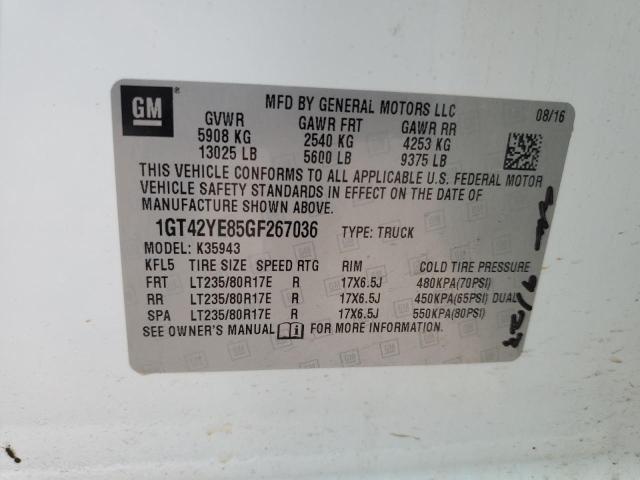 GM
MFD BY GENERAL MOTORS LLC 08/16
GVWR GAWR FRT GAWR RR
5908 KG 2540 KG 4253 KG
13025 LB 5600 LB 9375 LB
THIS VEHICLE CONFORMS TO ALL APPLICABLE U.S. FEDERAL MOTOR
VEHICLE SAFETY STANDARDS IN EFFECT ON THE DATE OF
MANUFACTURE SHOWN ABOVE.
1GT42YE85GF267036 TYPE: TRUCK
MODEL: K35943
KFL5 TIRE SIZE SPEED RTG RIM COLD TIRE PRESSURE
FRT LT235/80R17E R 17X6.5J 480KPA(70PSI)
RR LT235/80R17E R 17X6.5J 450KPA(65PSI) DUAL
SPA LT235/80R17E R 17X6.5J 550KPA(80PSI)
SEE OWNER'S MANUAL FOR MORE INFORMATION.